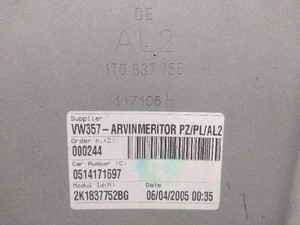 DE
AL2
1T0 837 756 H
117106 H
Supplier
VW357-ARVINMERITOR PZ/PL/AL2
Order n.(C)
000244
Car Number (C)
0514171697
Modul Id(M) Date
2K1837752BG 06/04/2005 00:35